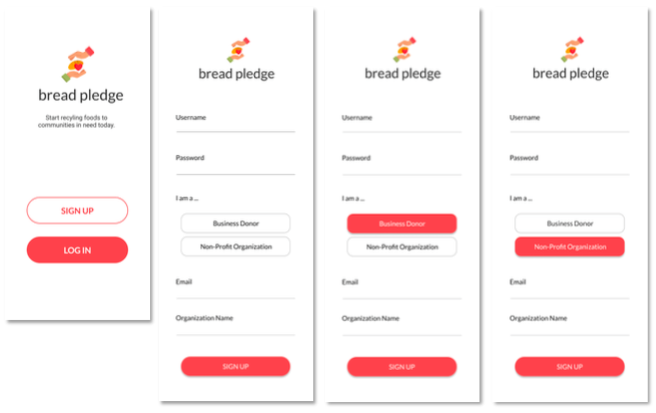 bread pledge
Start recyling foods to
communities in need today.
SIGN UP
LOG IN
bread pledge
Username
Password
I am a ...
Business Donor
Non-Profit Organization
Email
Organization Name
SIGN UP
bread pledge
Username
Password
I am a ...
Business Donor
Non-Profit Organization
Email
Organization Name
SIGN UP
bread pledge
Username
Password
I am a ...
Business Donor
Non-Profit Organization
Email
Organization Name
SIGN UP